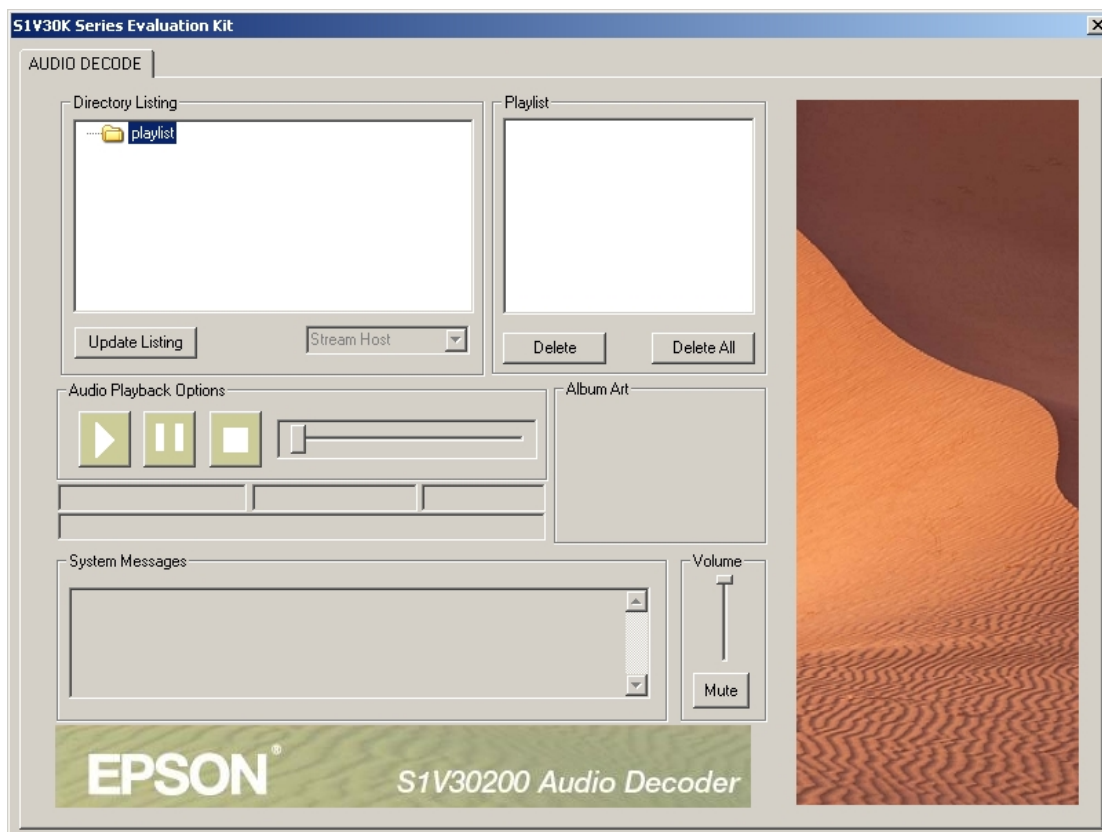 S1V30K Series Evaluation Kit
AUDIO DECODE
Directory Listing
playlist
Update Listing
Stream Host
Playlist
Delete
Delete All
Audio Playback Options
Album Art
System Messages
Volume
Mute
EPSON®
S1V30200 Audio Decoder